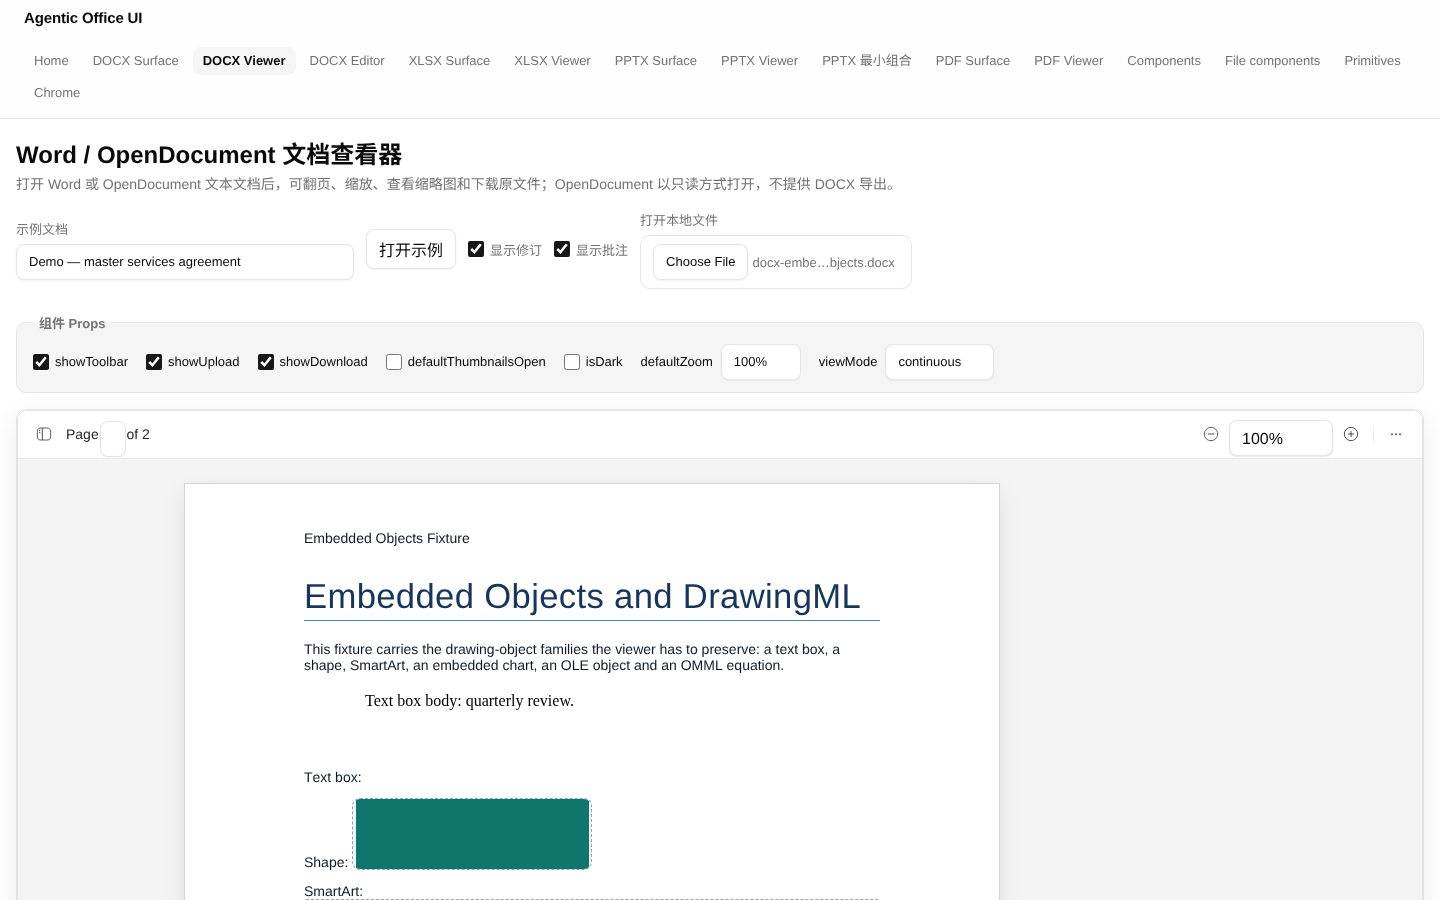 Agentic Office UI
Home DOCX Surface DOCX Viewer DOCX Editor XLSX Surface XLSX Viewer PPTX Surface PPTX Viewer PPTX 最小组合 PDF Surface PDF Viewer Components File components Primitives
Chrome
Word / OpenDocument 文档查看器
打开 Word 或 OpenDocument 文本文档后，可翻页、缩放、查看缩略图和下载原文件；OpenDocument 以只读方式打开，不提供 DOCX 导出。
示例文档
Demo — master services agreement
打开示例
显示修订
显示批注
打开本地文件
Choose File docx-embe…bjects.docx
组件 Props
showToolbar showUpload showDownload defaultThumbnailsOpen isDark defaultZoom 100% viewMode continuous
Page of 2
100%
Embedded Objects Fixture
Embedded Objects and DrawingML
This fixture carries the drawing-object families the viewer has to preserve: a text box, a
shape, SmartArt, an embedded chart, an OLE object and an OMML equation.
Text box body: quarterly review.
Text box:
Shape:
SmartArt: